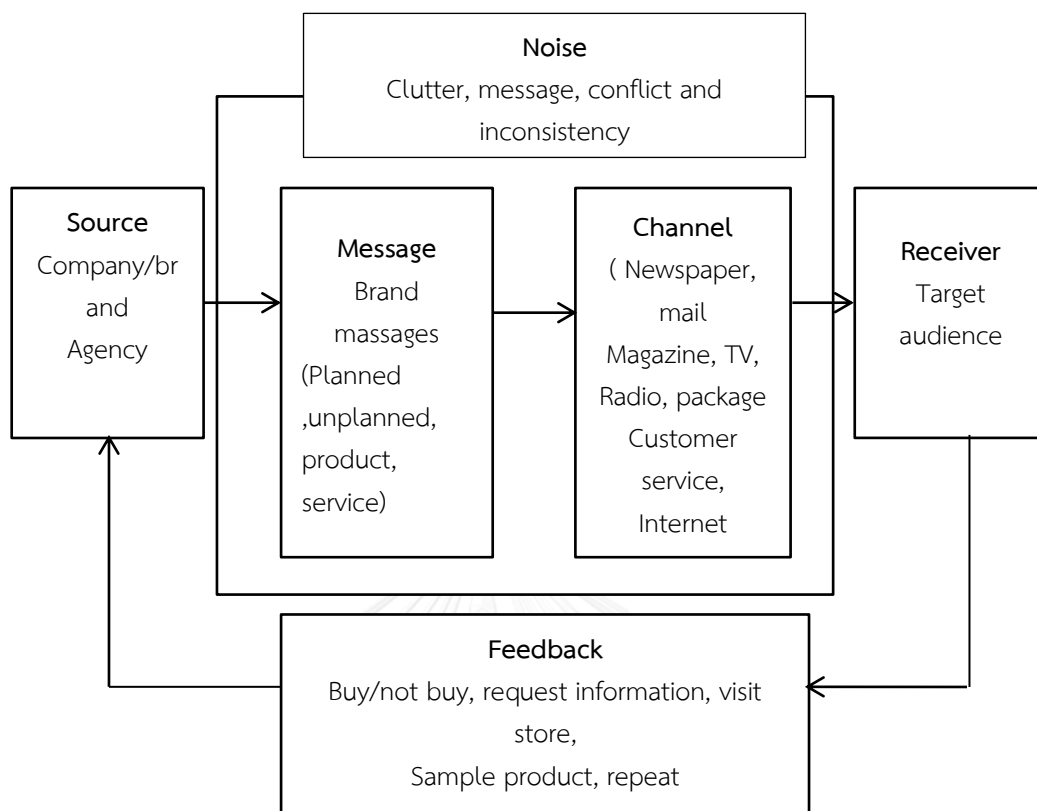 Noise
Clutter, message, conflict and
inconsistency
Source
Company/br
and
Agency
Message
Brand
massages
(Planned
,unplanned,
product,
service)
Channel
( Newspaper,
mail
Magazine, TV,
Radio, package
Customer
service,
Internet
Receiver
Target
audience
Feedback
Buy/not buy, request information, visit
store,
Sample product, repeat